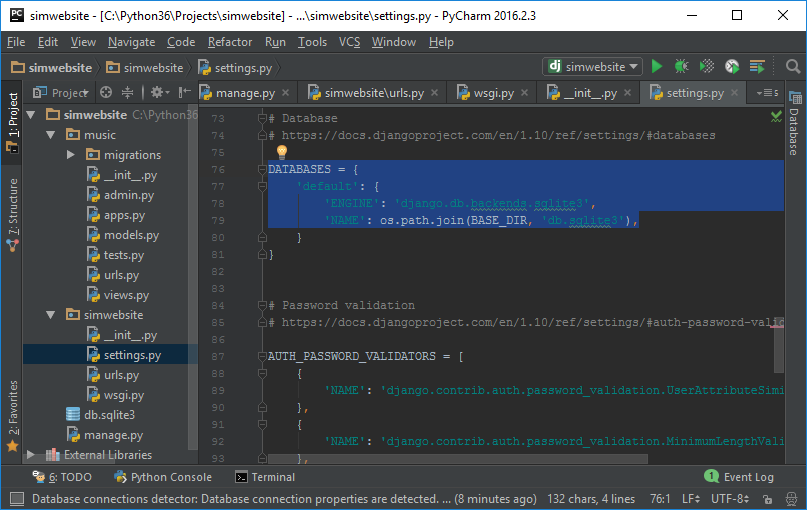 PC simwebsite - [C:\Python36\Projects\simwebsite] - ...\simwebsite\settings.py - PyCharm 2016.2.3
File Edit View Navigate Code Refactor Run Tools VCS Window Help
simwebsite simwebsite settings.py dj simwebsite
1: Project
7: Structure
2: Favorites
Project
simwebsite C:\Python36
music
migrations
__init__.py
admin.py
apps.py
models.py
tests.py
urls.py
views.py
simwebsite
__init__.py
settings.py
urls.py
wsgi.py
db.sqlite3
manage.py
External Libraries
manage.py simwebsite\urls.py wsgi.py __init__.py settings.py 5
73 # Database
74 # https://docs.djangoproject.com/en/1.10/ref/settings/#databases
75
76 DATABASES = {
77 'default': {
78 'ENGINE': 'django.db.backends.sqlite3',
79 'NAME': os.path.join(BASE_DIR, 'db.sqlite3'),
80 }
81 }
82
83
84 # Password validation
85 # https://docs.djangoproject.com/en/1.10/ref/settings/#auth-password-vali
86
87 AUTH_PASSWORD_VALIDATORS = [
88 {
89 'NAME': 'django.contrib.auth.password_validation.UserAttributeSimi
90 },
91 {
92 'NAME': 'django.contrib.auth.password_validation.MinimumLengthVali
93 },
Database
6: TODO Python Console Terminal 1 Event Log
Database connections detector: Database connection properties are detected. ... (8 minutes ago) 132 chars, 4 lines 76:1 LF UTF-8